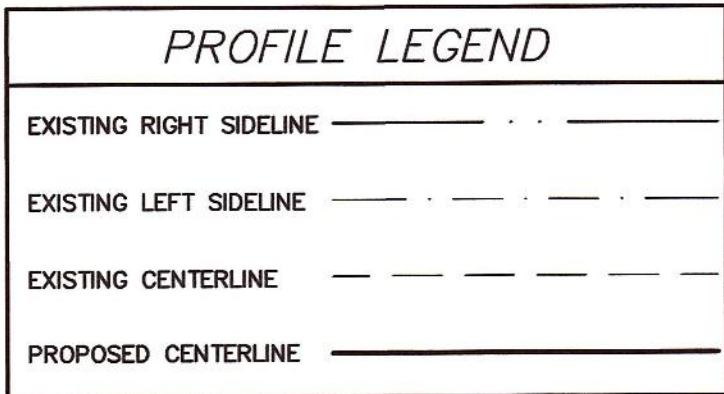 PROFILE LEGEND
EXISTING RIGHT SIDELINE
EXISTING LEFT SIDELINE
EXISTING CENTERLINE
PROPOSED CENTERLINE